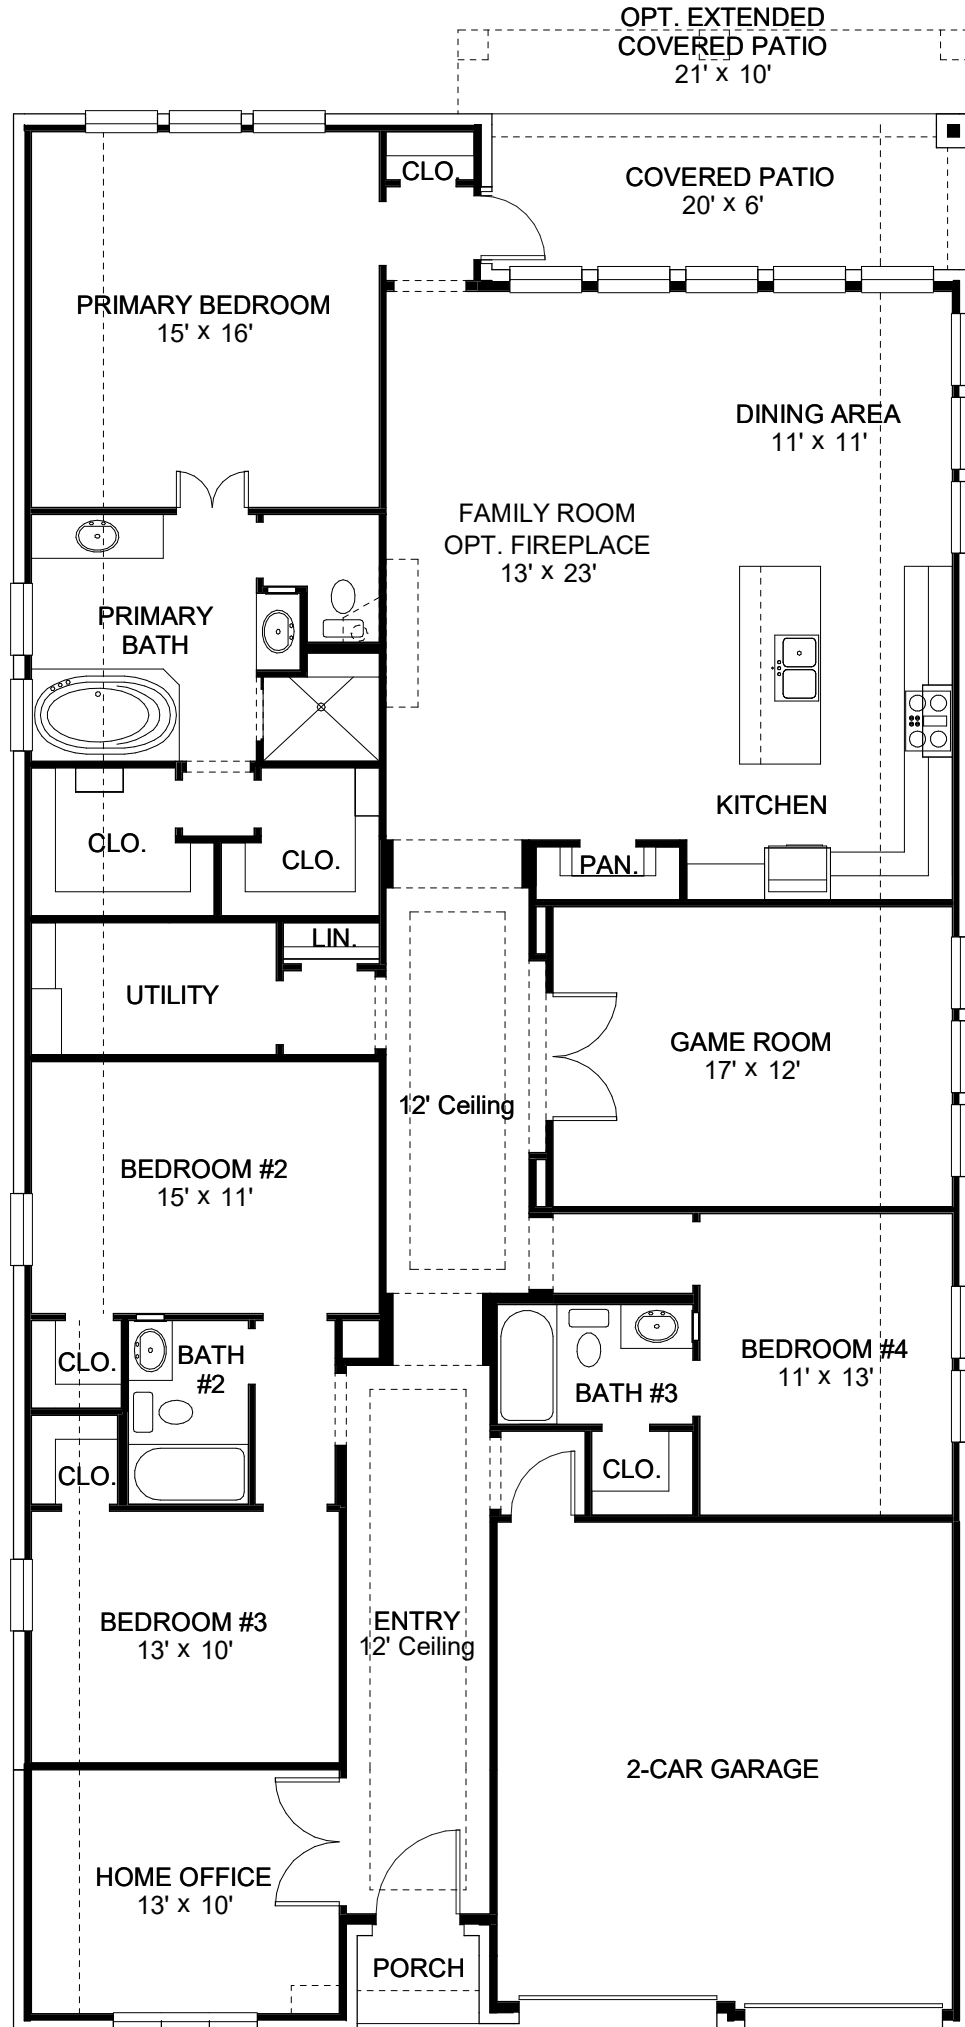 OPT. EXTENDED
COVERED PATIO
21' x 10'
CLO.
COVERED PATIO
20' x 6'
PRIMARY BEDROOM
15' x 16'
DINING AREA
11' x 11'
FAMILY ROOM
OPT. FIREPLACE
13' x 23'
PRIMARY
BATH
KITCHEN
CLO.
CLO.
PAN.
LIN.
UTILITY
GAME ROOM
17' x 12'
12' Ceiling
BEDROOM #2
15' x 11'
CLO.
BATH
#2
BEDROOM #4
11' x 13'
BATH #3
CLO.
CLO.
BEDROOM #3
13' x 10'
ENTRY
12' Ceiling
2-CAR GARAGE
HOME OFFICE
13' x 10'
PORCH